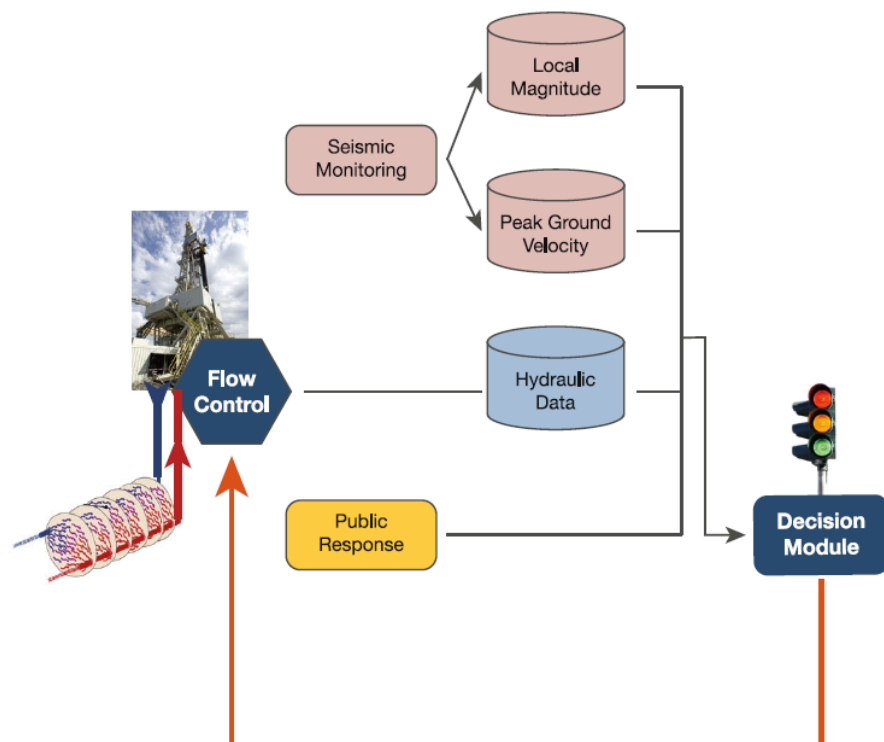 Local
Magnitude
Seismic
Monitoring
Peak Ground
Velocity
Flow
Control
Hydraulic
Data
Public
Response
Decision
Module